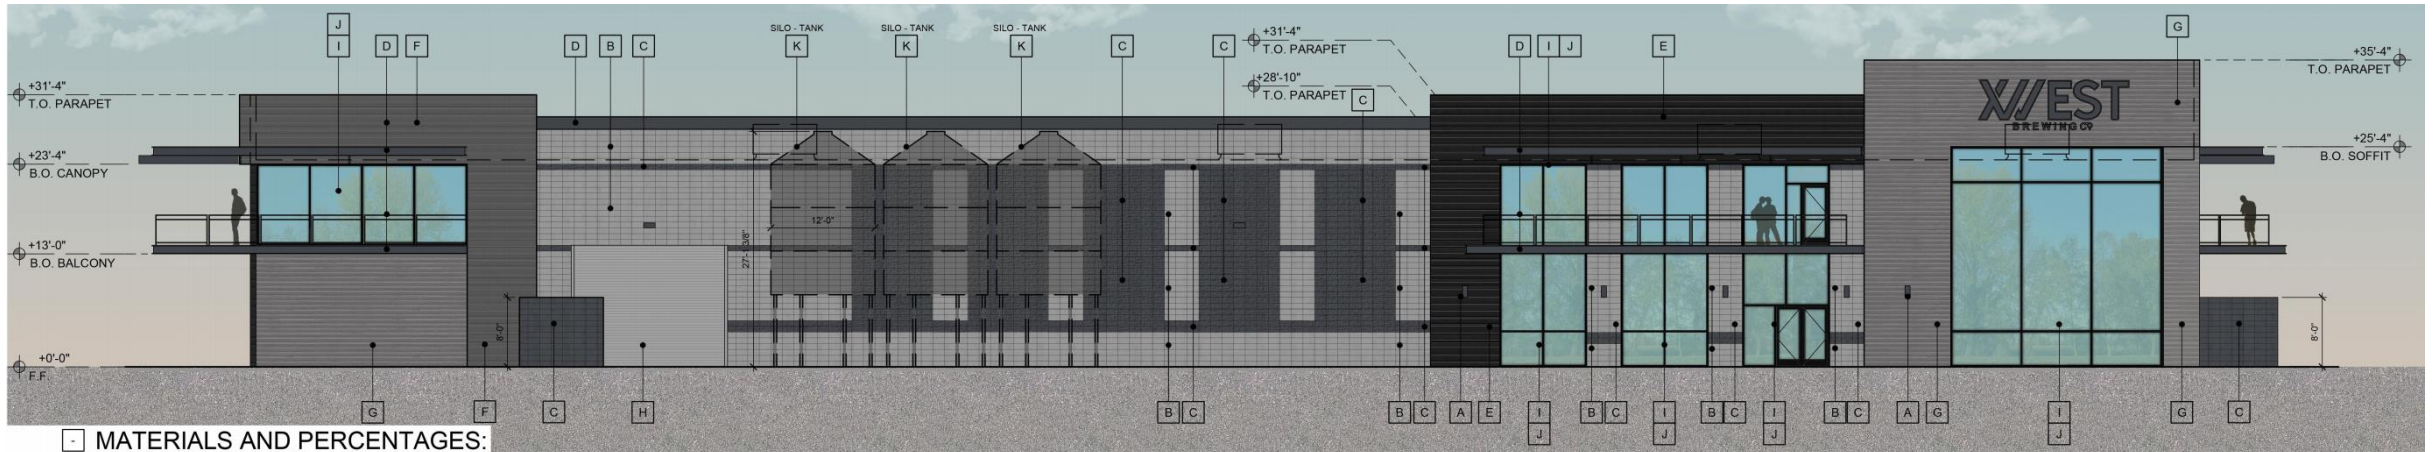 J
I
D
F
D
B
C
SILO - TANK
K
SILO - TANK
K
SILO - TANK
K
C
C
+31'-4"
T.O. PARAPET
+28'-10"
T.O. PARAPET
C
D
I
J
E
G
+35'-4"
T.O. PARAPET
+31'-4"
T.O. PARAPET
WEST
BREWING CO
+23'-4"
B.O. CANOPY
+25'-4"
B.O. SOFFIT
12'-0"
27'-1 3/8"
+13'-0"
B.O. BALCONY
8'-0"
8'-0"
+0'-0"
F.F.
G
F
C
H
B
C
B
C
A
E
I
J
B
C
I
J
B
C
I
J
B
C
A
G
I
J
G
C
- MATERIALS AND PERCENTAGES: